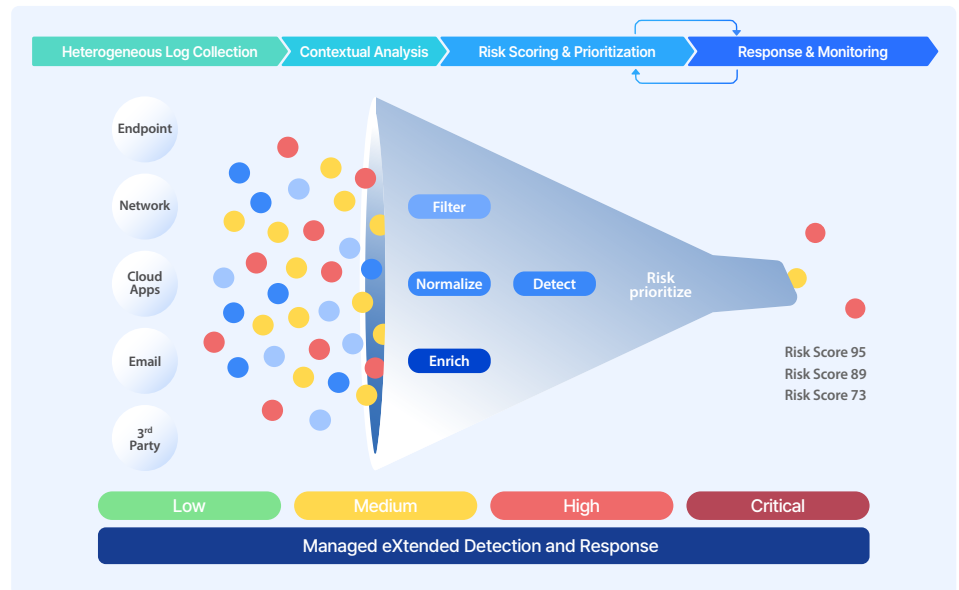 Heterogeneous Log Collection
Contextual Analysis
Risk Scoring & Prioritization
Response & Monitoring
Endpoint
Network
Cloud
Apps
Email
3rd
Party
Filter
Normalize
Detect
Enrich
Risk
prioritize
Risk Score 95
Risk Score 89
Risk Score 73
Low
Medium
High
Critical
Managed eXtended Detection and Response